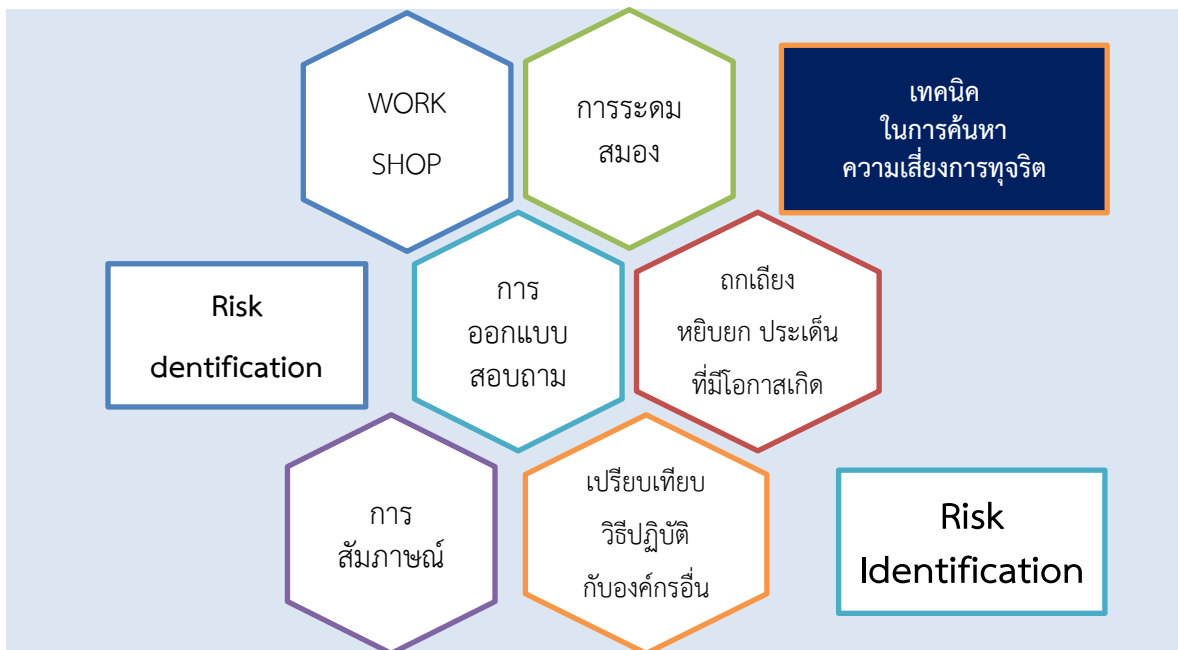 WORK
SHOP
การระดม
สมอง
เทคนิค
ในการค้นหา
ความเสี่ยงการทุจริต
Risk
dentification
การ
ออกแบบ
สอบถาม
ถกเถียง
หยิบยก ประเด็น
ที่มีโอกาสเกิด
การ
สัมภาษณ์
เปรียบเทียบ
วิธีปฏิบัติ
กับองค์กรอื่น
Risk
Identification